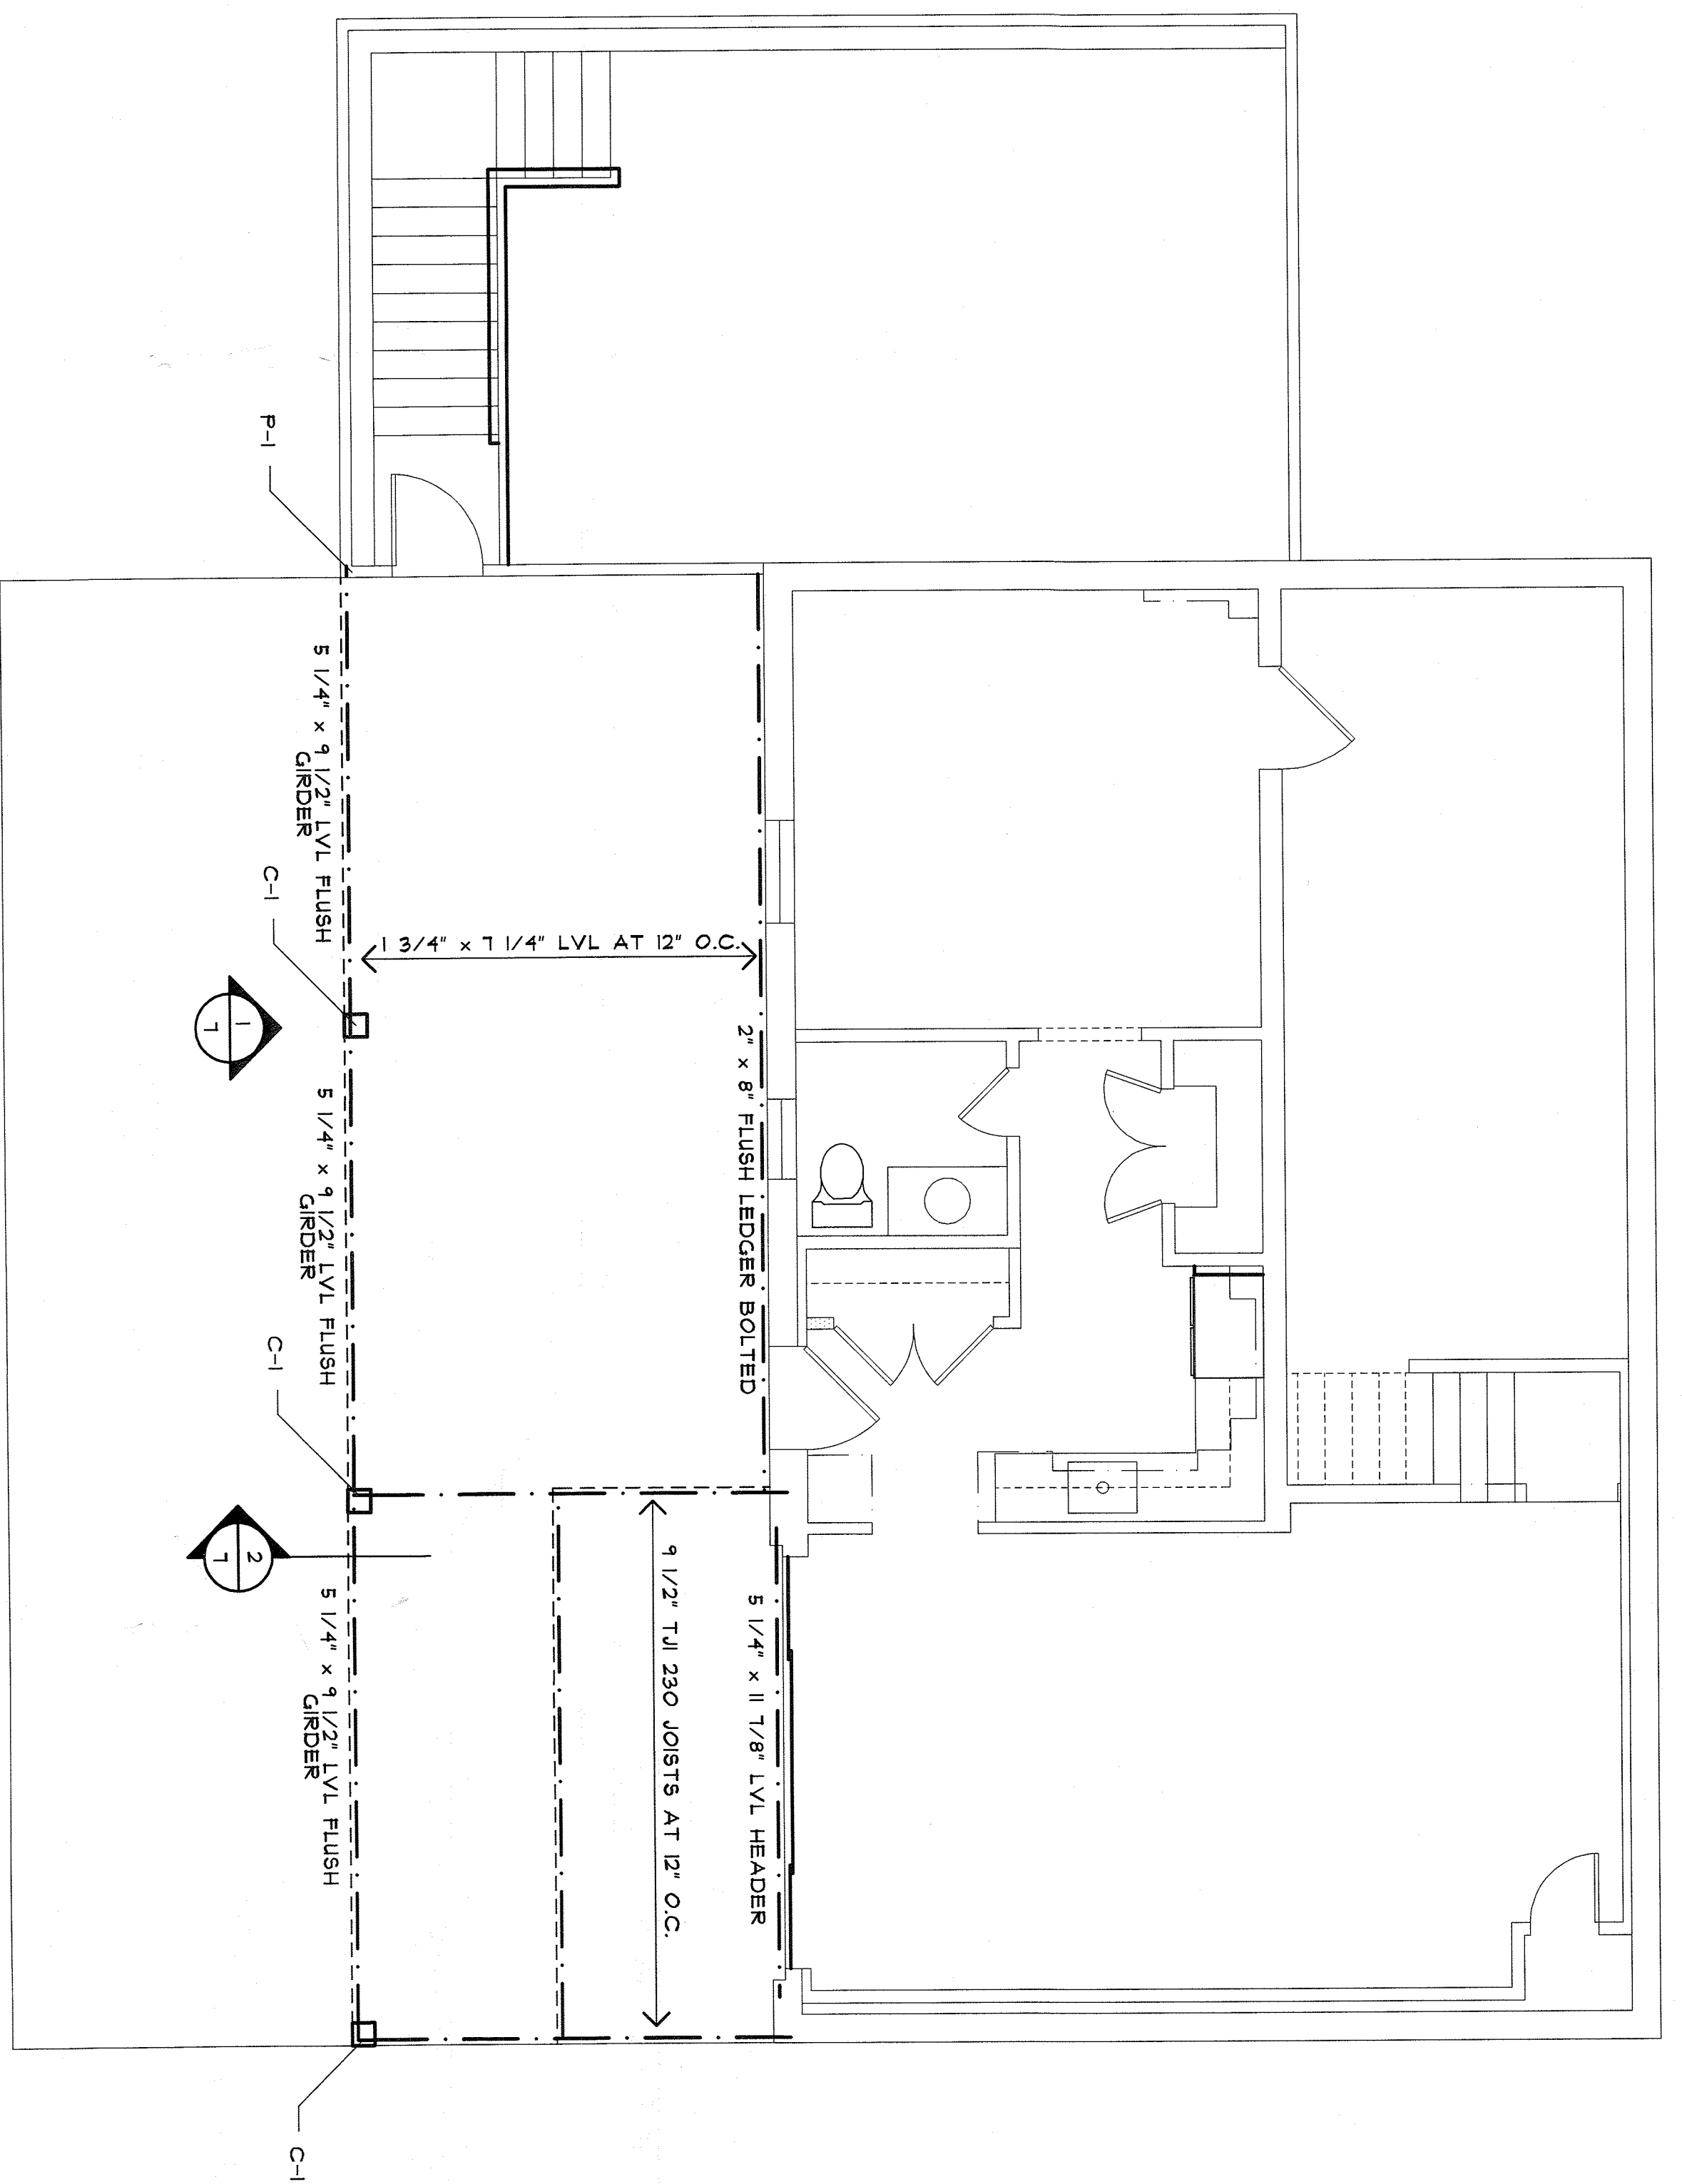 P-1
5 1/4" x 9 1/2" LVL FLUSH
GIRDER
C-1
1 3/4" x 7 1/4" LVL AT 12" O.C.
1
7
2" x 8" FLUSH LEDGER BOLTED
5 1/4" x 9 1/2" LVL FLUSH
GIRDER
C-1
2
7
9 1/2" TJI 230 JOISTS AT 12" O.C.
5 1/4" x 11 7/8" LVL HEADER
5 1/4" x 9 1/2" LVL FLUSH
GIRDER
C-1